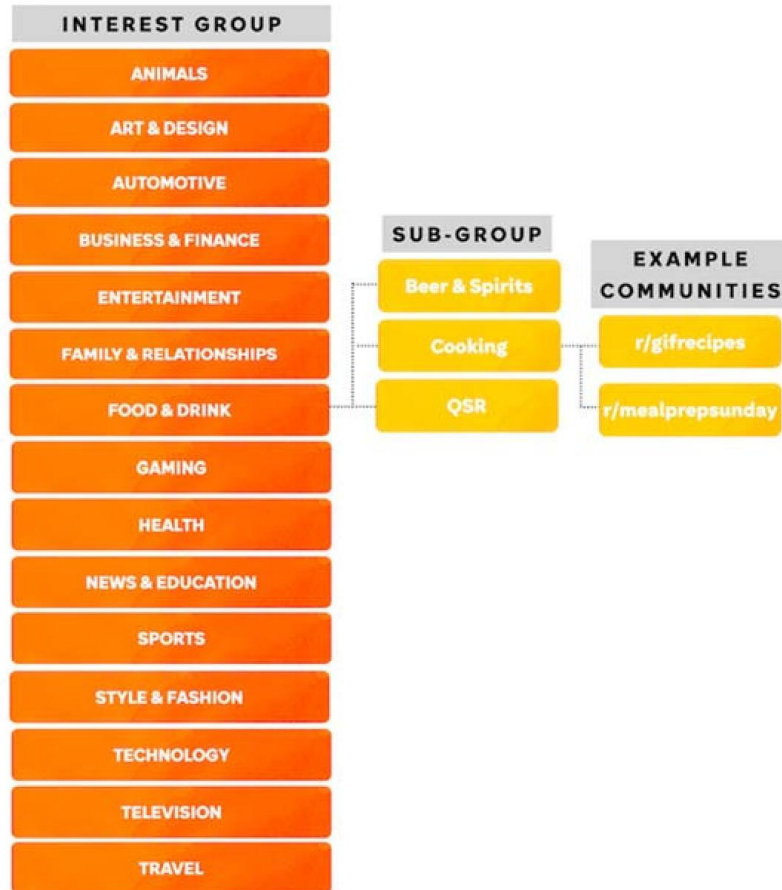 INTEREST GROUP
ANIMALS
ART & DESIGN
AUTOMOTIVE
BUSINESS & FINANCE
ENTERTAINMENT
FAMILY & RELATIONSHIPS
FOOD & DRINK
GAMING
HEALTH
NEWS & EDUCATION
SPORTS
STYLE & FASHION
TECHNOLOGY
TELEVISION
TRAVEL
SUB-GROUP
Beer & Spirits
Cooking
QSR
EXAMPLE
COMMUNITIES
r/gifrecipes
r/mealprepsunday